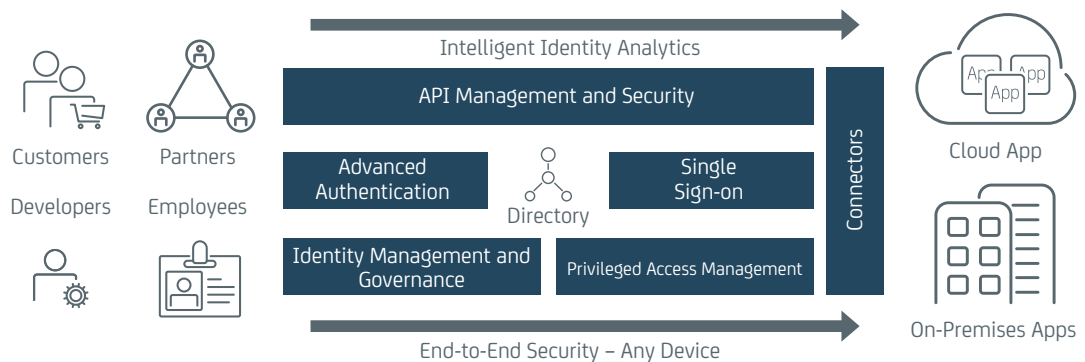 Intelligent Identity Analytics
API Management and Security
Customers
Partners
Developers
Employees
Advanced
Authentication
Directory
Single
Sign-on
Identity Management and
Governance
Privileged Access Management
Connectors
App
App
App
Cloud App
On-Premises Apps
End-to-End Security – Any Device